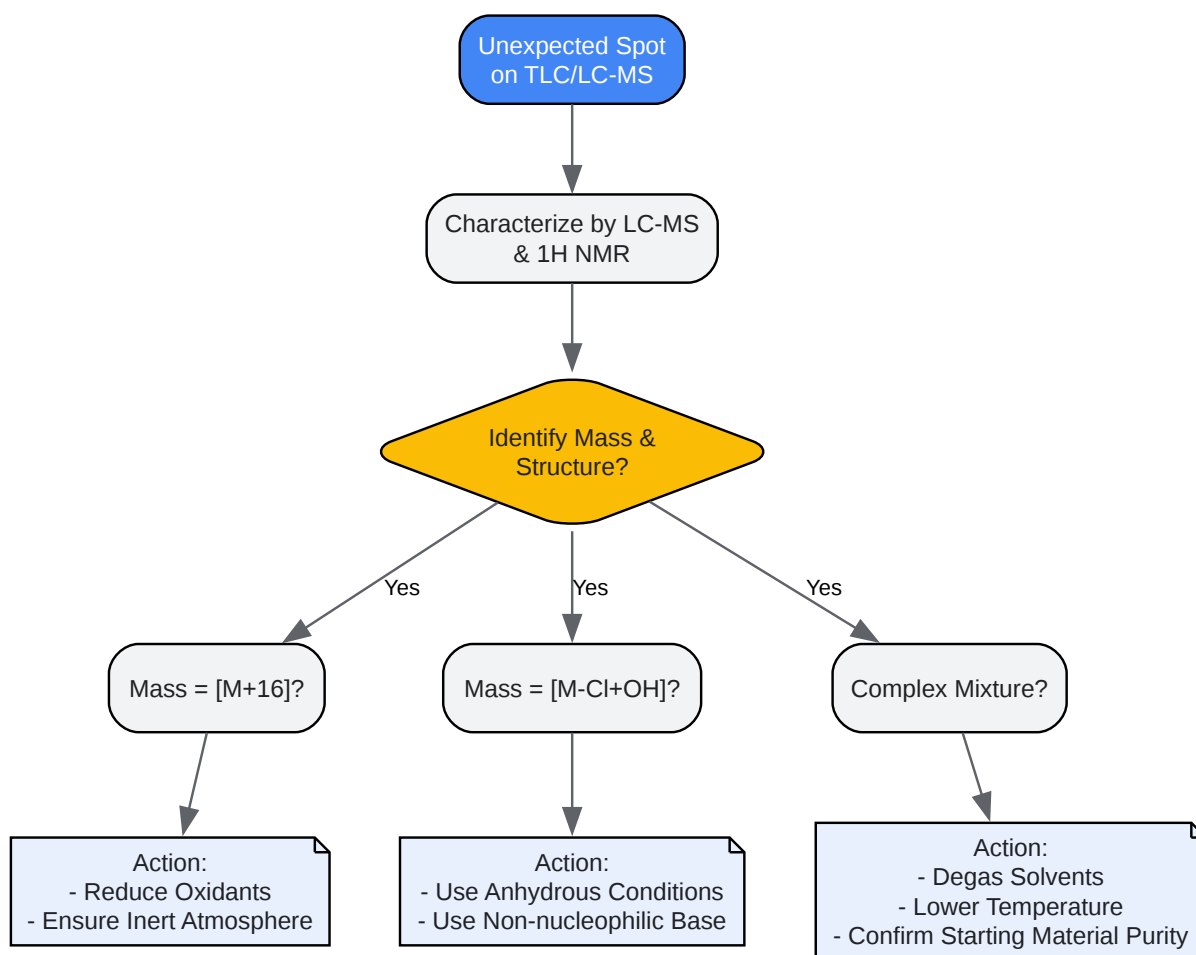 Unexpected Spot
on TLC/LC-MS
Characterize by LC-MS
& 1H NMR
Identify Mass &
Structure?
Yes
Yes
Yes
Mass = [M+16]?
Mass = [M-Cl+OH]?
Complex Mixture?
Action:
- Reduce Oxidants
- Ensure Inert Atmosphere
Action:
- Use Anhydrous Conditions
- Use Non-nucleophilic Base
Action:
- Degas Solvents
- Lower Temperature
- Confirm Starting Material Purity